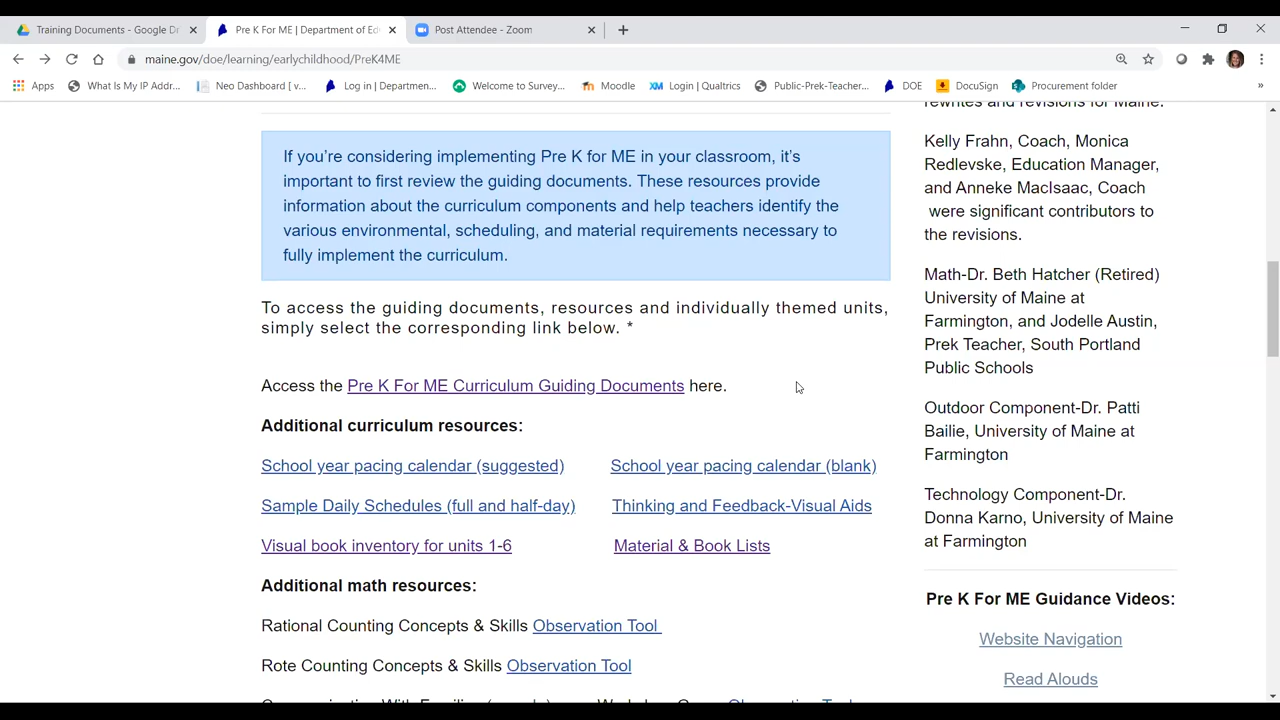 Training Documents - Google Dr
Pre K For ME | Department of Edu
Post Attendee - Zoom
maine.gov/doe/learning/earlychildhood/PreK4ME
Apps
What Is My IP Addr...
Neo Dashboard [ v...
Log in | Departmen...
Welcome to Survey...
Moodle
XM Login | Qualtrics
Public-Prek-Teacher...
DOE
DocuSign
Procurement folder
»
If you’re considering implementing Pre K for ME in your classroom, it’s
important to first review the guiding documents. These resources provide
information about the curriculum components and help teachers identify the
various environmental, scheduling, and material requirements necessary to
fully implement the curriculum.
To access the guiding documents, resources and individually themed units,
simply select the corresponding link below. *
Access the Pre K For ME Curriculum Guiding Documents here.
Additional curriculum resources:
School year pacing calendar (suggested)
School year pacing calendar (blank)
Sample Daily Schedules (full and half-day)
Thinking and Feedback-Visual Aids
Visual book inventory for units 1-6
Material & Book Lists
Additional math resources:
Rational Counting Concepts & Skills Observation Tool
Rote Counting Concepts & Skills Observation Tool
rewrites and revisions for Maine.
Kelly Frahn, Coach, Monica
Redlevske, Education Manager,
and Anneke MacIsaac, Coach
were significant contributors to
the revisions.
Math-Dr. Beth Hatcher (Retired)
University of Maine at
Farmington, and Jodelle Austin,
Prek Teacher, South Portland
Public Schools
Outdoor Component-Dr. Patti
Bailie, University of Maine at
Farmington
Technology Component-Dr.
Donna Karno, University of Maine
at Farmington
Pre K For ME Guidance Videos:
Website Navigation
Read Alouds